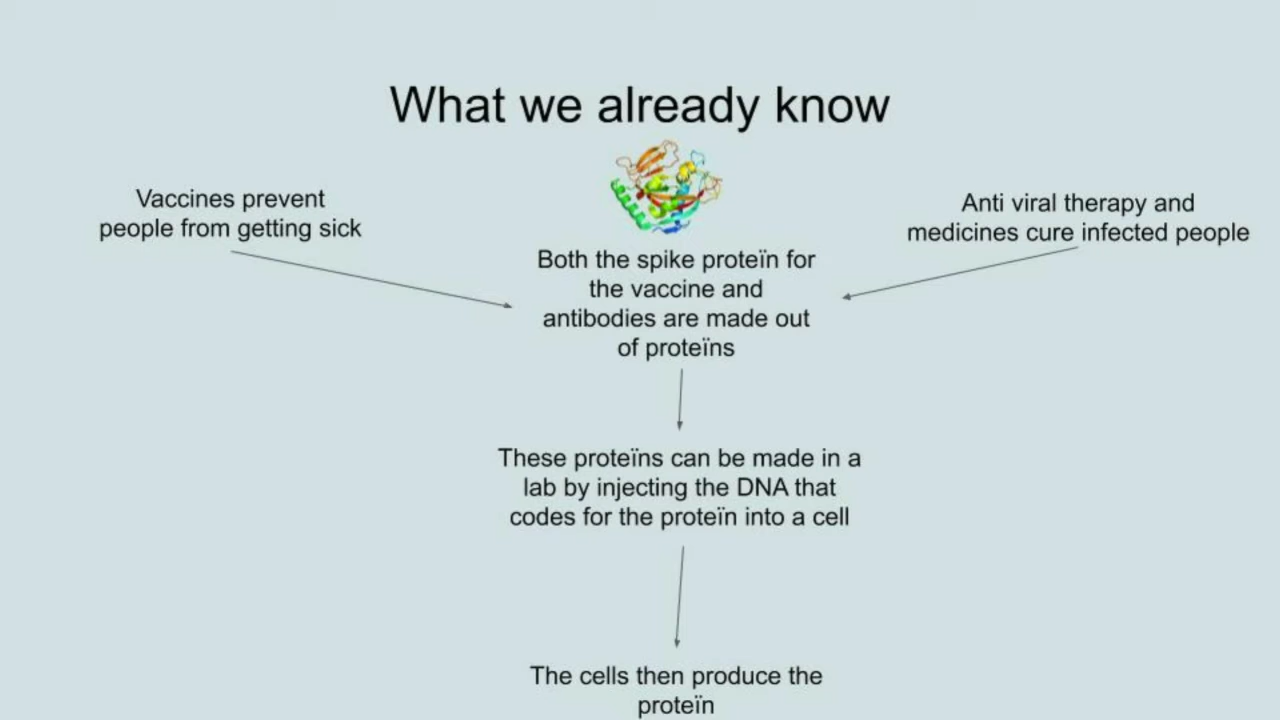 What we already know
Vaccines prevent
people from getting sick
Anti viral therapy and
medicines cure infected people
Both the spike proteïn for
the vaccine and
antibodies are made out
of proteïns
These proteïns can be made in a
lab by injecting the DNA that
codes for the proteïn into a cell
The cells then produce the
proteïn